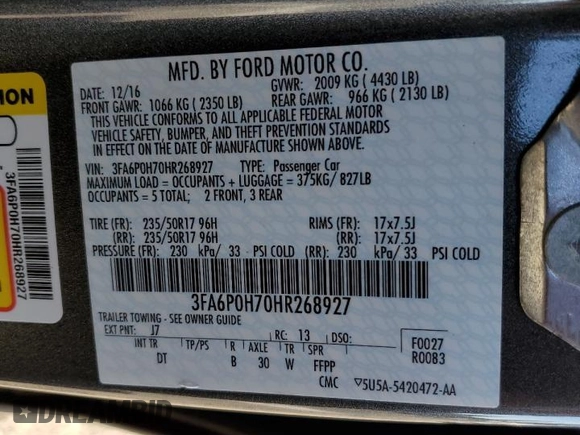 MFD. BY FORD MOTOR CO.
DATE: 12/16 GVWR: 2009 KG (4430 LB)
FRONT GAWR: 1066 KG (2350 LB) REAR GAWR: 966 KG (2130 LB)
THIS VEHICLE CONFORMS TO ALL APPLICABLE FEDERAL MOTOR
VEHICLE SAFETY, BUMPER, AND THEFT PREVENTION STANDARDS
IN EFFECT ON THE DATE OF MANUFACTURE SHOWN ABOVE.
VIN: 3FA6P0H70HR268927 TYPE: Passenger Car
MAXIMUM LOAD = OCCUPANTS + LUGGAGE = 375KG/ 827LB
OCCUPANTS = 5 TOTAL; 2 FRONT, 3 REAR
TIRE (FR): 235/50R17 96H RIMS (FR): 17x7.5J
(RR): 235/50R17 96H (RR): 17x7.5J
PRESSURE (FR): 230 kPa/ 33 PSI COLD (RR): 230 kPa/ 33 PSI COLD
3FA6P0H70HR268927
TRAILER TOWING - SEE OWNER GUIDE
EXT PNT: J7 RC: 13 DSO: F0027
INT TR TP/PS R AXLE TR SPR R0083
DT B 30 W FFPP
CMC ▽5U5A-5420472-AA
3FA6P0H70HR268927
DREAMBID